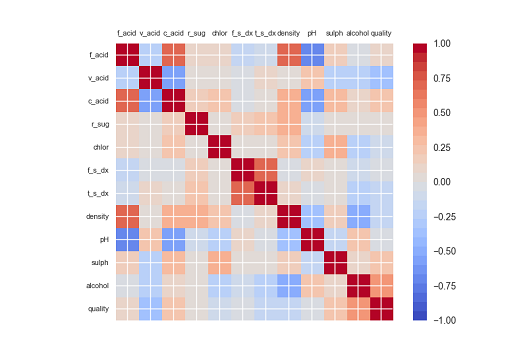 f_acid v_acid c_acid r_sug chlor f_s_dx t_s_dx density pH sulph alcohol quality
f_acid
v_acid
c_acid
r_sug
chlor
f_s_dx
t_s_dx
density
pH
sulph
alcohol
quality
1.00
0.75
0.50
0.25
0.00
−0.25
−0.50
−0.75
−1.00